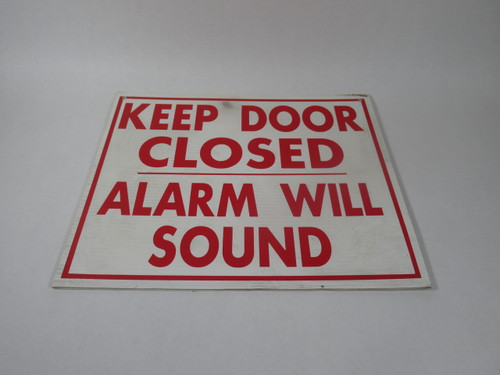 KEEP DOOR
CLOSED
ALARM WILL
SOUND